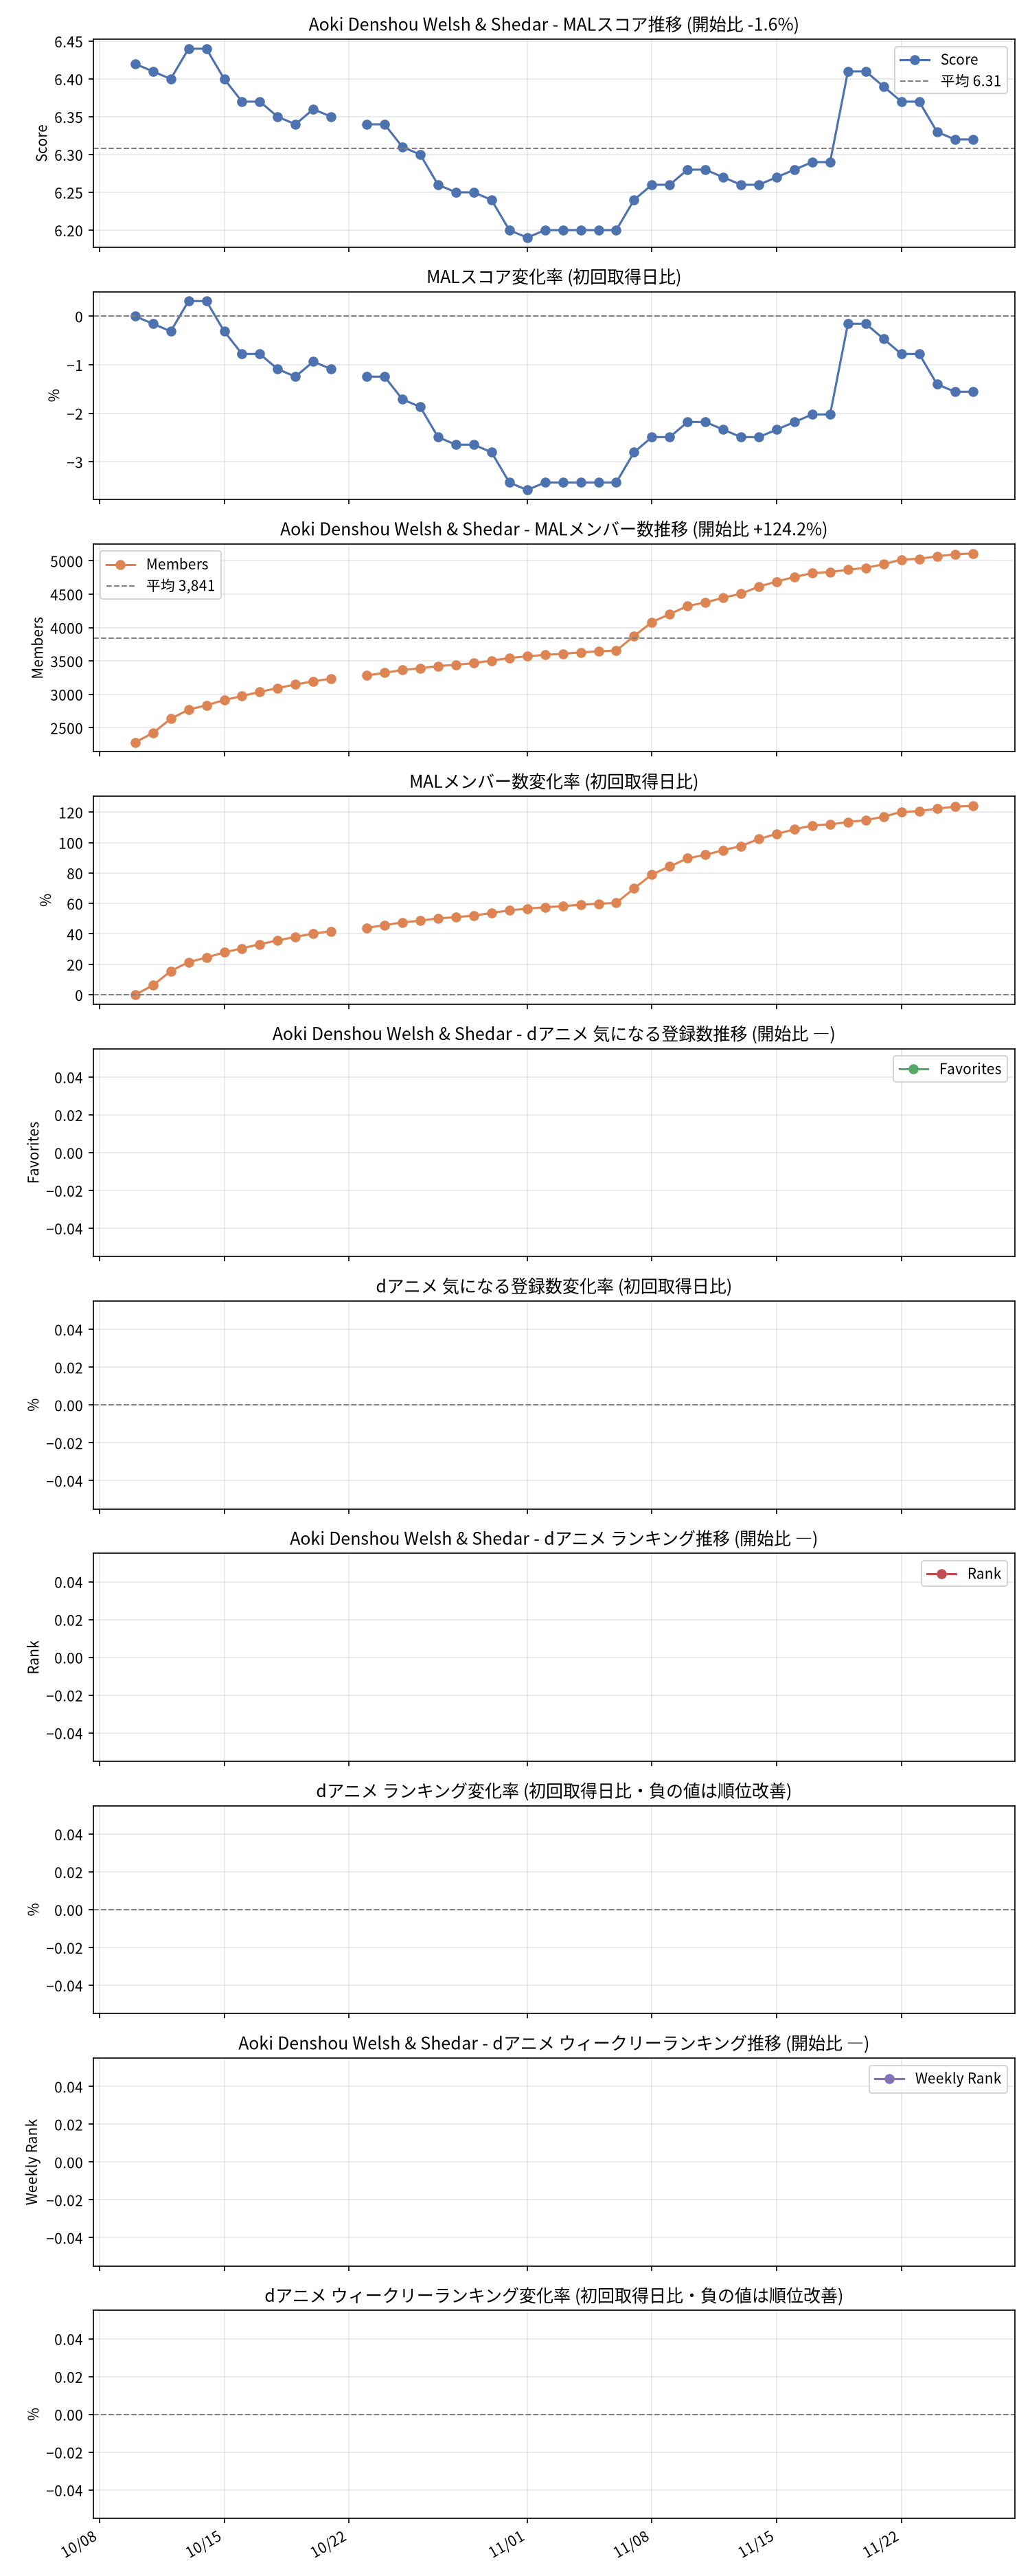 Aoki Denshou Welsh & Shedar - MALスコア推移 (開始比 -1.6%)
6.45
6.40
6.35
6.30
6.25
6.20
Score
Score
平均 6.31
MALスコア変化率 (初回取得日比)
0
−1
−2
−3
%
Aoki Denshou Welsh & Shedar - MALメンバー数推移 (開始比 +124.2%)
5000
4500
4000
3500
3000
2500
Members
Members
平均 3,841
MALメンバー数変化率 (初回取得日比)
120
100
80
60
40
20
0
%
Aoki Denshou Welsh & Shedar - dアニメ 気になる登録数推移 (開始比 —)
0.04
0.02
0.00
−0.02
−0.04
Favorites
Favorites
dアニメ 気になる登録数変化率 (初回取得日比)
0.04
0.02
0.00
−0.02
−0.04
%
Aoki Denshou Welsh & Shedar - dアニメ ランキング推移 (開始比 —)
0.04
0.02
0.00
−0.02
−0.04
Rank
Rank
dアニメ ランキング変化率 (初回取得日比・負の値は順位改善)
0.04
0.02
0.00
−0.02
−0.04
%
Aoki Denshou Welsh & Shedar - dアニメ ウィークリーランキング推移 (開始比 —)
0.04
0.02
0.00
−0.02
−0.04
Weekly Rank
Weekly Rank
dアニメ ウィークリーランキング変化率 (初回取得日比・負の値は順位改善)
0.04
0.02
0.00
−0.02
−0.04
%
10/08
10/15
10/22
11/01
11/08
11/15
11/22